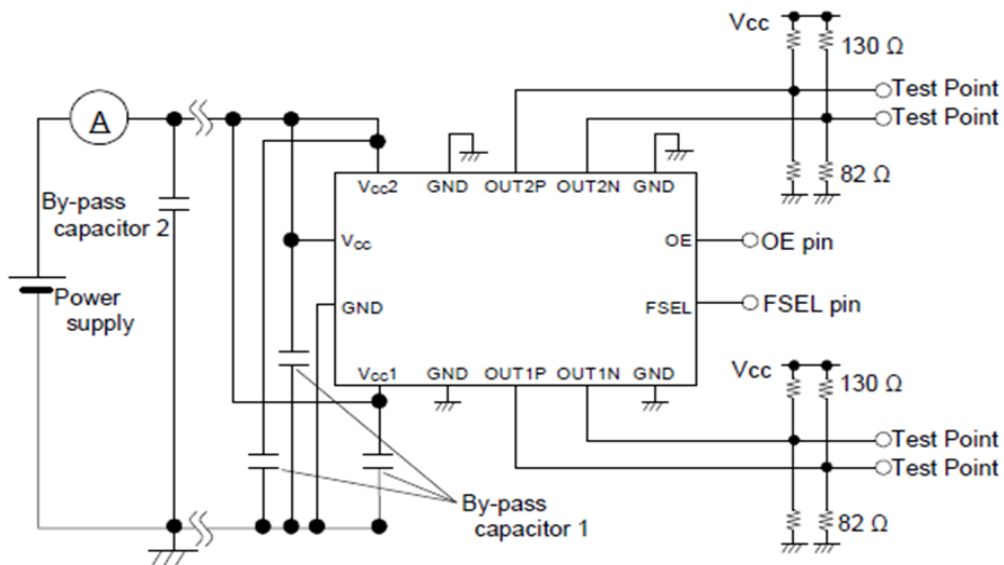 Vcc
130 Ω
Test Point
Test Point
82 Ω
A
By-pass
capacitor 2
Power
supply
Vcc2 GND OUT2P OUT2N GND
Vcc
OE
OE pin
GND
FSEL
FSEL pin
Vcc1 GND OUT1P OUT1N GND
Vcc
130 Ω
Test Point
Test Point
82 Ω
By-pass
capacitor 1